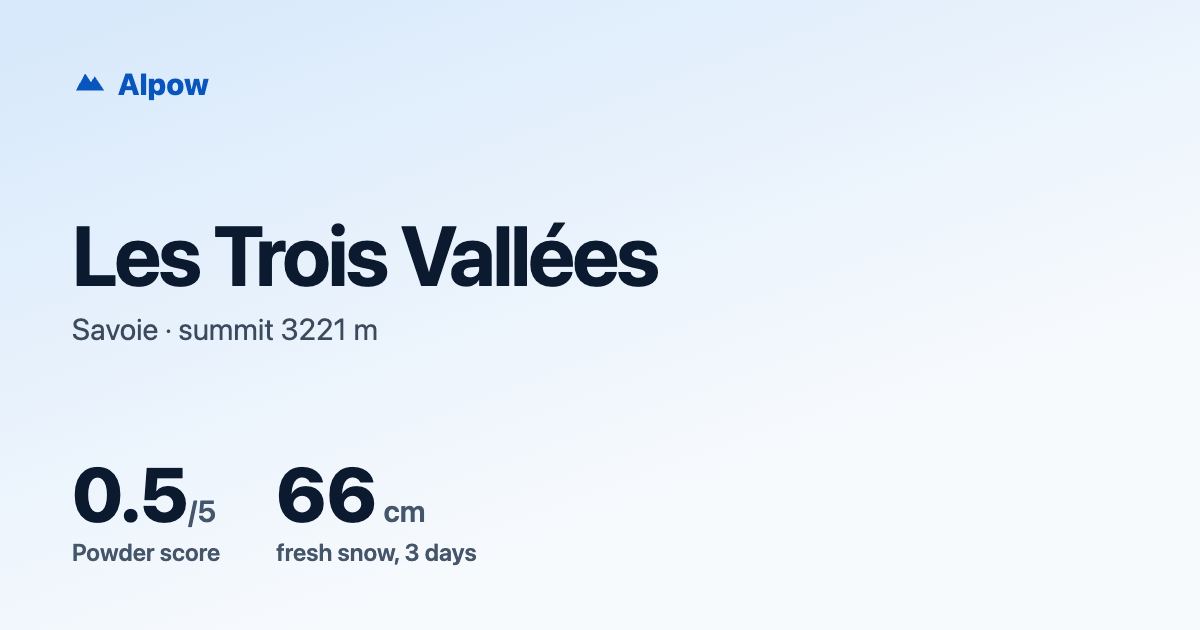 Alpow
Les Trois Vallées
Savoie · summit 3221 m
0.5/5 66 cm
Powder score fresh snow, 3 days